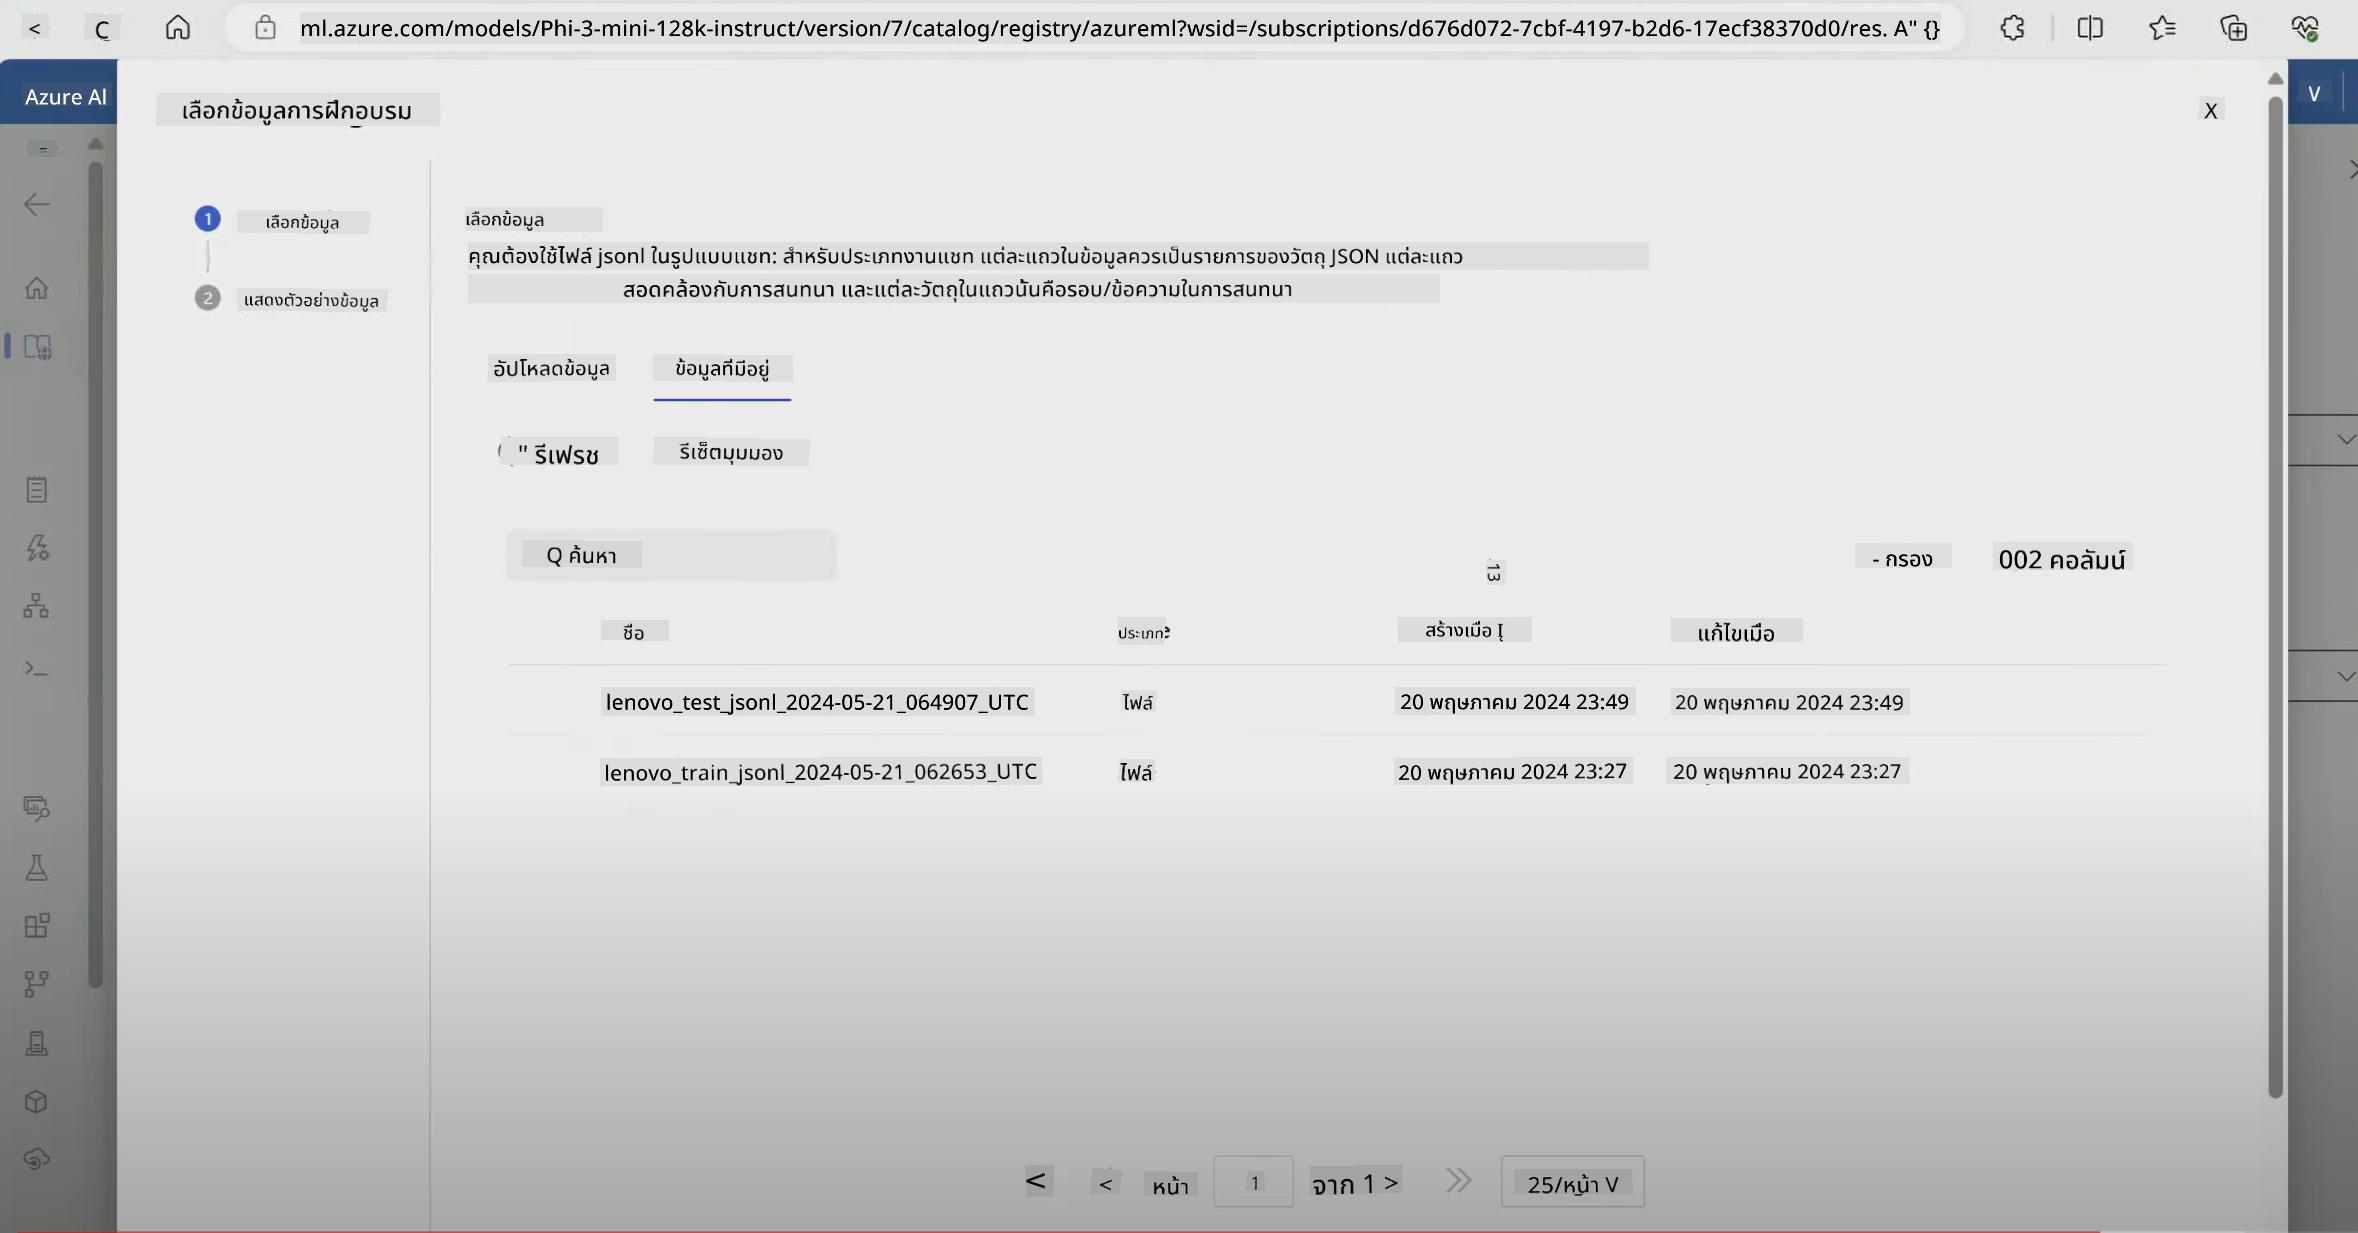 < C ml.azure.com/models/Phi-3-mini-128k-instruct/version/7/catalog/registry/azureml?wsid=/subscriptions/d676d072-7cbf-4197-b2d6-17ecf38370d0/res. A" {}
Azure AI
V
เลือกข้อมูลการฝึกอบรม
X
1 เลือกข้อมูล
2 แสดงตัวอย่างข้อมูล
เลือกข้อมูล
คุณต้องใช้ไฟล์ jsonl ในรูปแบบแชท: สำหรับประเภทงานแชท แต่ละแถวในข้อมูลควรเป็นรายการของวัตถุ JSON แต่ละแถว
สอดคล้องกับการสนทนา และแต่ละวัตถุในแถวนั้นคือรอบ/ข้อความในการสนทนา
อัปโหลดข้อมูล ข้อมูลที่มีอยู่
" รีเฟรช รีเซ็ตมุมมอง
Q ค้นหา 13 - กรอง 002 คอลัมน์
ชื่อ ประเภท สร้างเมื่อ แก้ไขเมื่อ
lenovo_test_jsonl_2024-05-21_064907_UTC ไฟล์ 20 พฤษภาคม 2024 23:49 20 พฤษภาคม 2024 23:49
lenovo_train_jsonl_2024-05-21_062653_UTC ไฟล์ 20 พฤษภาคม 2024 23:27 20 พฤษภาคม 2024 23:27
< < หน้า 1 จาก 1 > 25/หน้า V